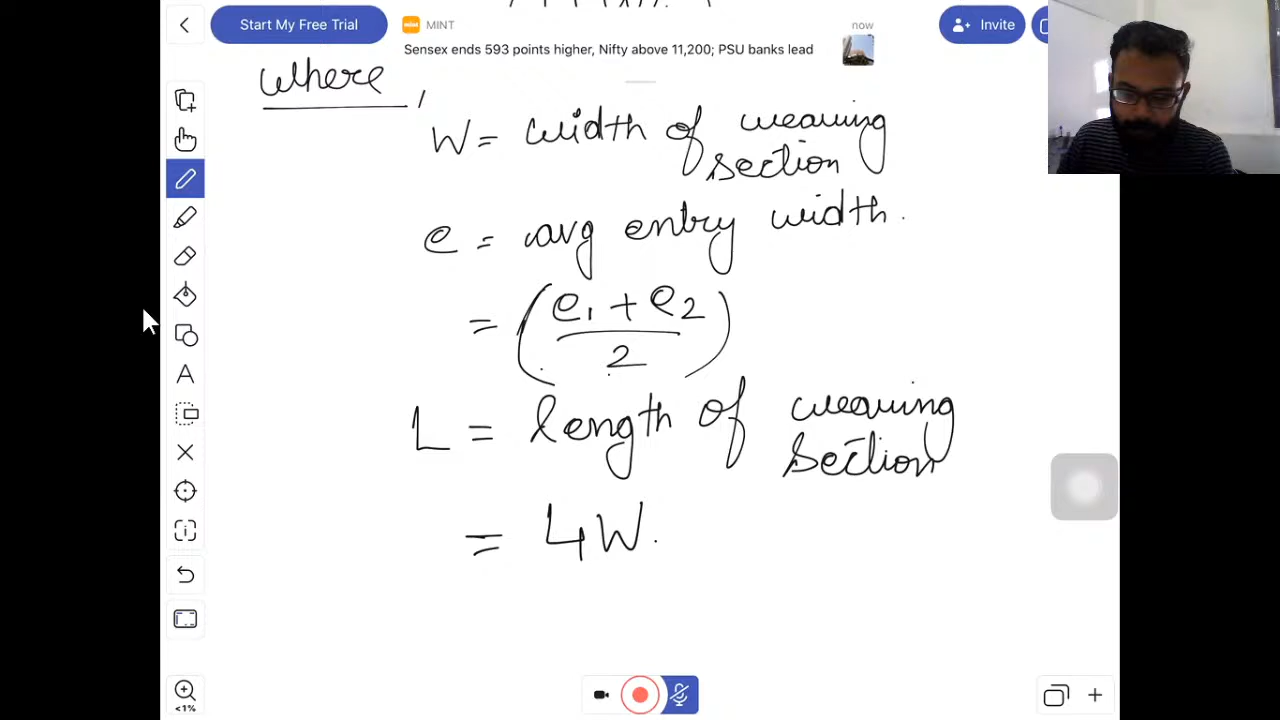 Start My Free Trial
MINT
now
Sensex ends 593 points higher, Nifty above 11,200; PSU banks lead
Invite
where,
W = width of weaving
section
e = avg entry width.
= (e1 + e2 / 2)
L = length of weaving
section
= 4W.
<1%